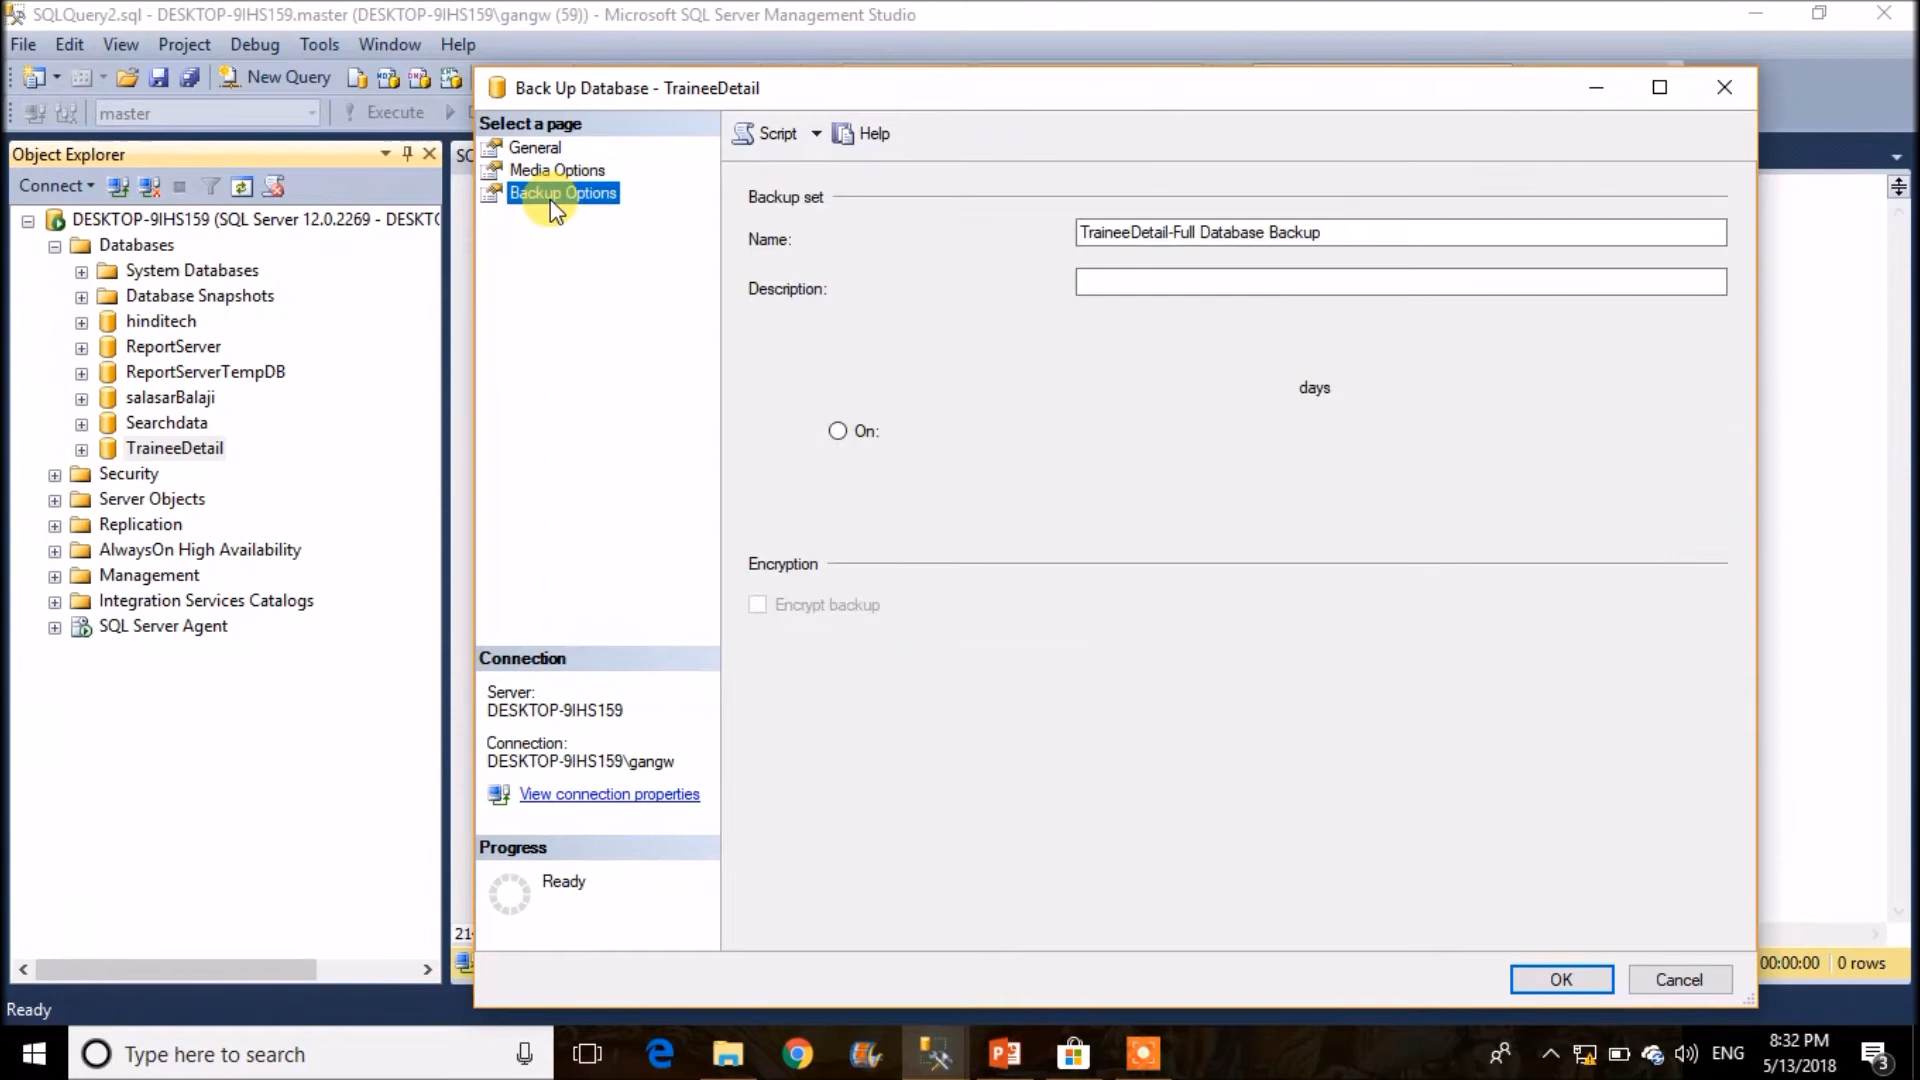 SQLQuery2.sql - DESKTOP-9IHS159.master (DESKTOP-9IHS159\gangw (59)) - Microsoft SQL Server Management Studio
File Edit View Project Debug Tools Window Help
New Query
master
Execute
Object Explorer
Connect
DESKTOP-9IHS159 (SQL Server 12.0.2269 - DESKTO
Databases
System Databases
Database Snapshots
hinditech
ReportServer
ReportServerTempDB
salasarBalaji
Searchdata
TraineeDetail
Security
Server Objects
Replication
AlwaysOn High Availability
Management
Integration Services Catalogs
SQL Server Agent
Back Up Database - TraineeDetail
Select a page
General
Media Options
Backup Options
Script Help
Backup set
Name: TraineeDetail-Full Database Backup
Description:
days
On:
Encryption
Encrypt backup
Connection
Server:
DESKTOP-9IHS159
Connection:
DESKTOP-9IHS159\gangw
View connection properties
Progress
Ready
OK Cancel
00:00:00 0 rows
Ready
Type here to search
ENG
8:32 PM
5/13/2018
3